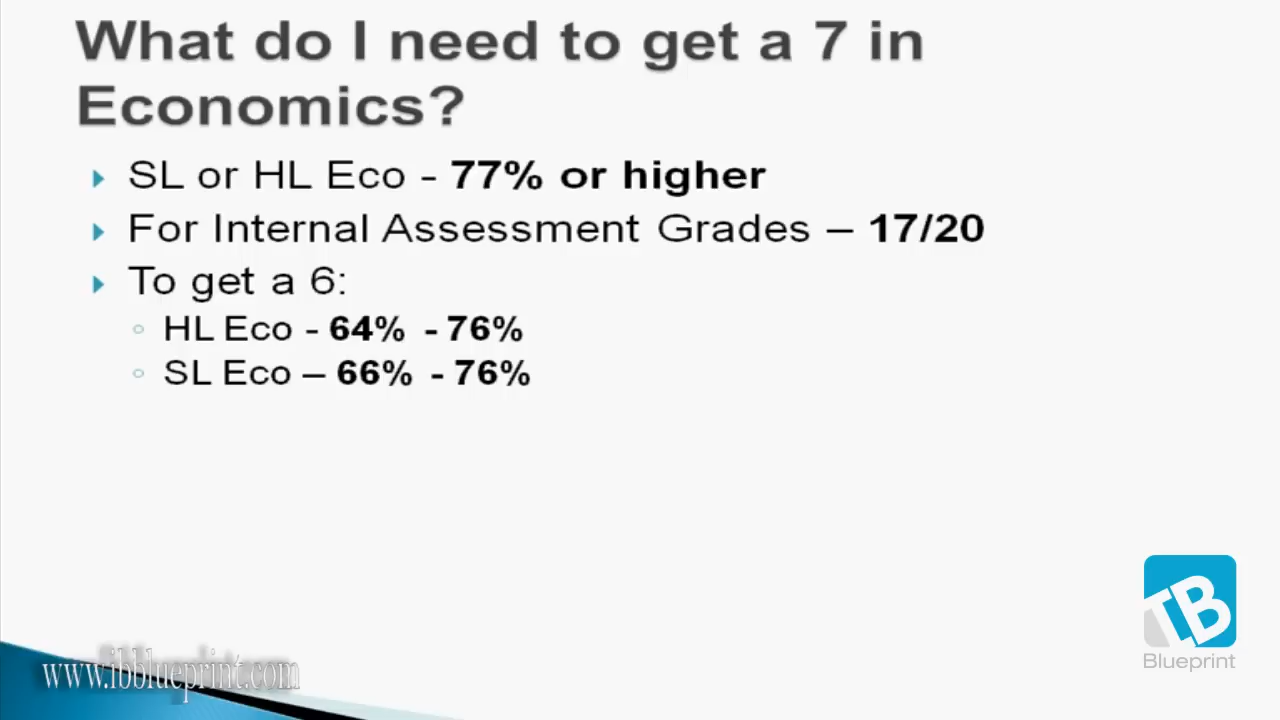 What do I need to get a 7 in
Economics?
SL or HL Eco - 77% or higher
For Internal Assessment Grades – 17/20
To get a 6:
HL Eco - 64% - 76%
SL Eco – 66% - 76%
IB
Blueprint
www.ibblueprint.com